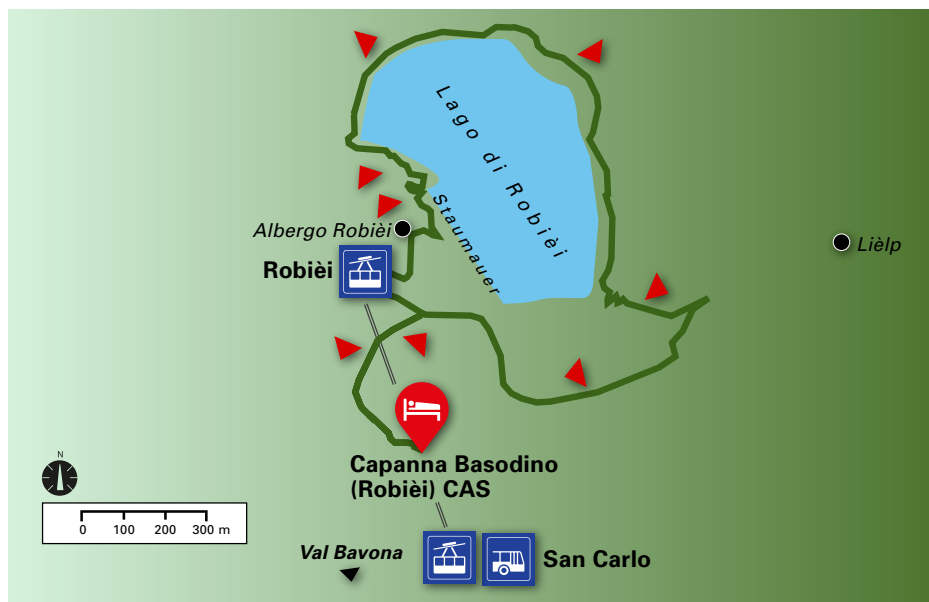 Lago di Robièi
Staumauer
Albergo Robièi
Lièlp
Robièi
Capanna Basodino
(Robièi) CAS
N
0 100 200 300 m
Val Bavona
San Carlo